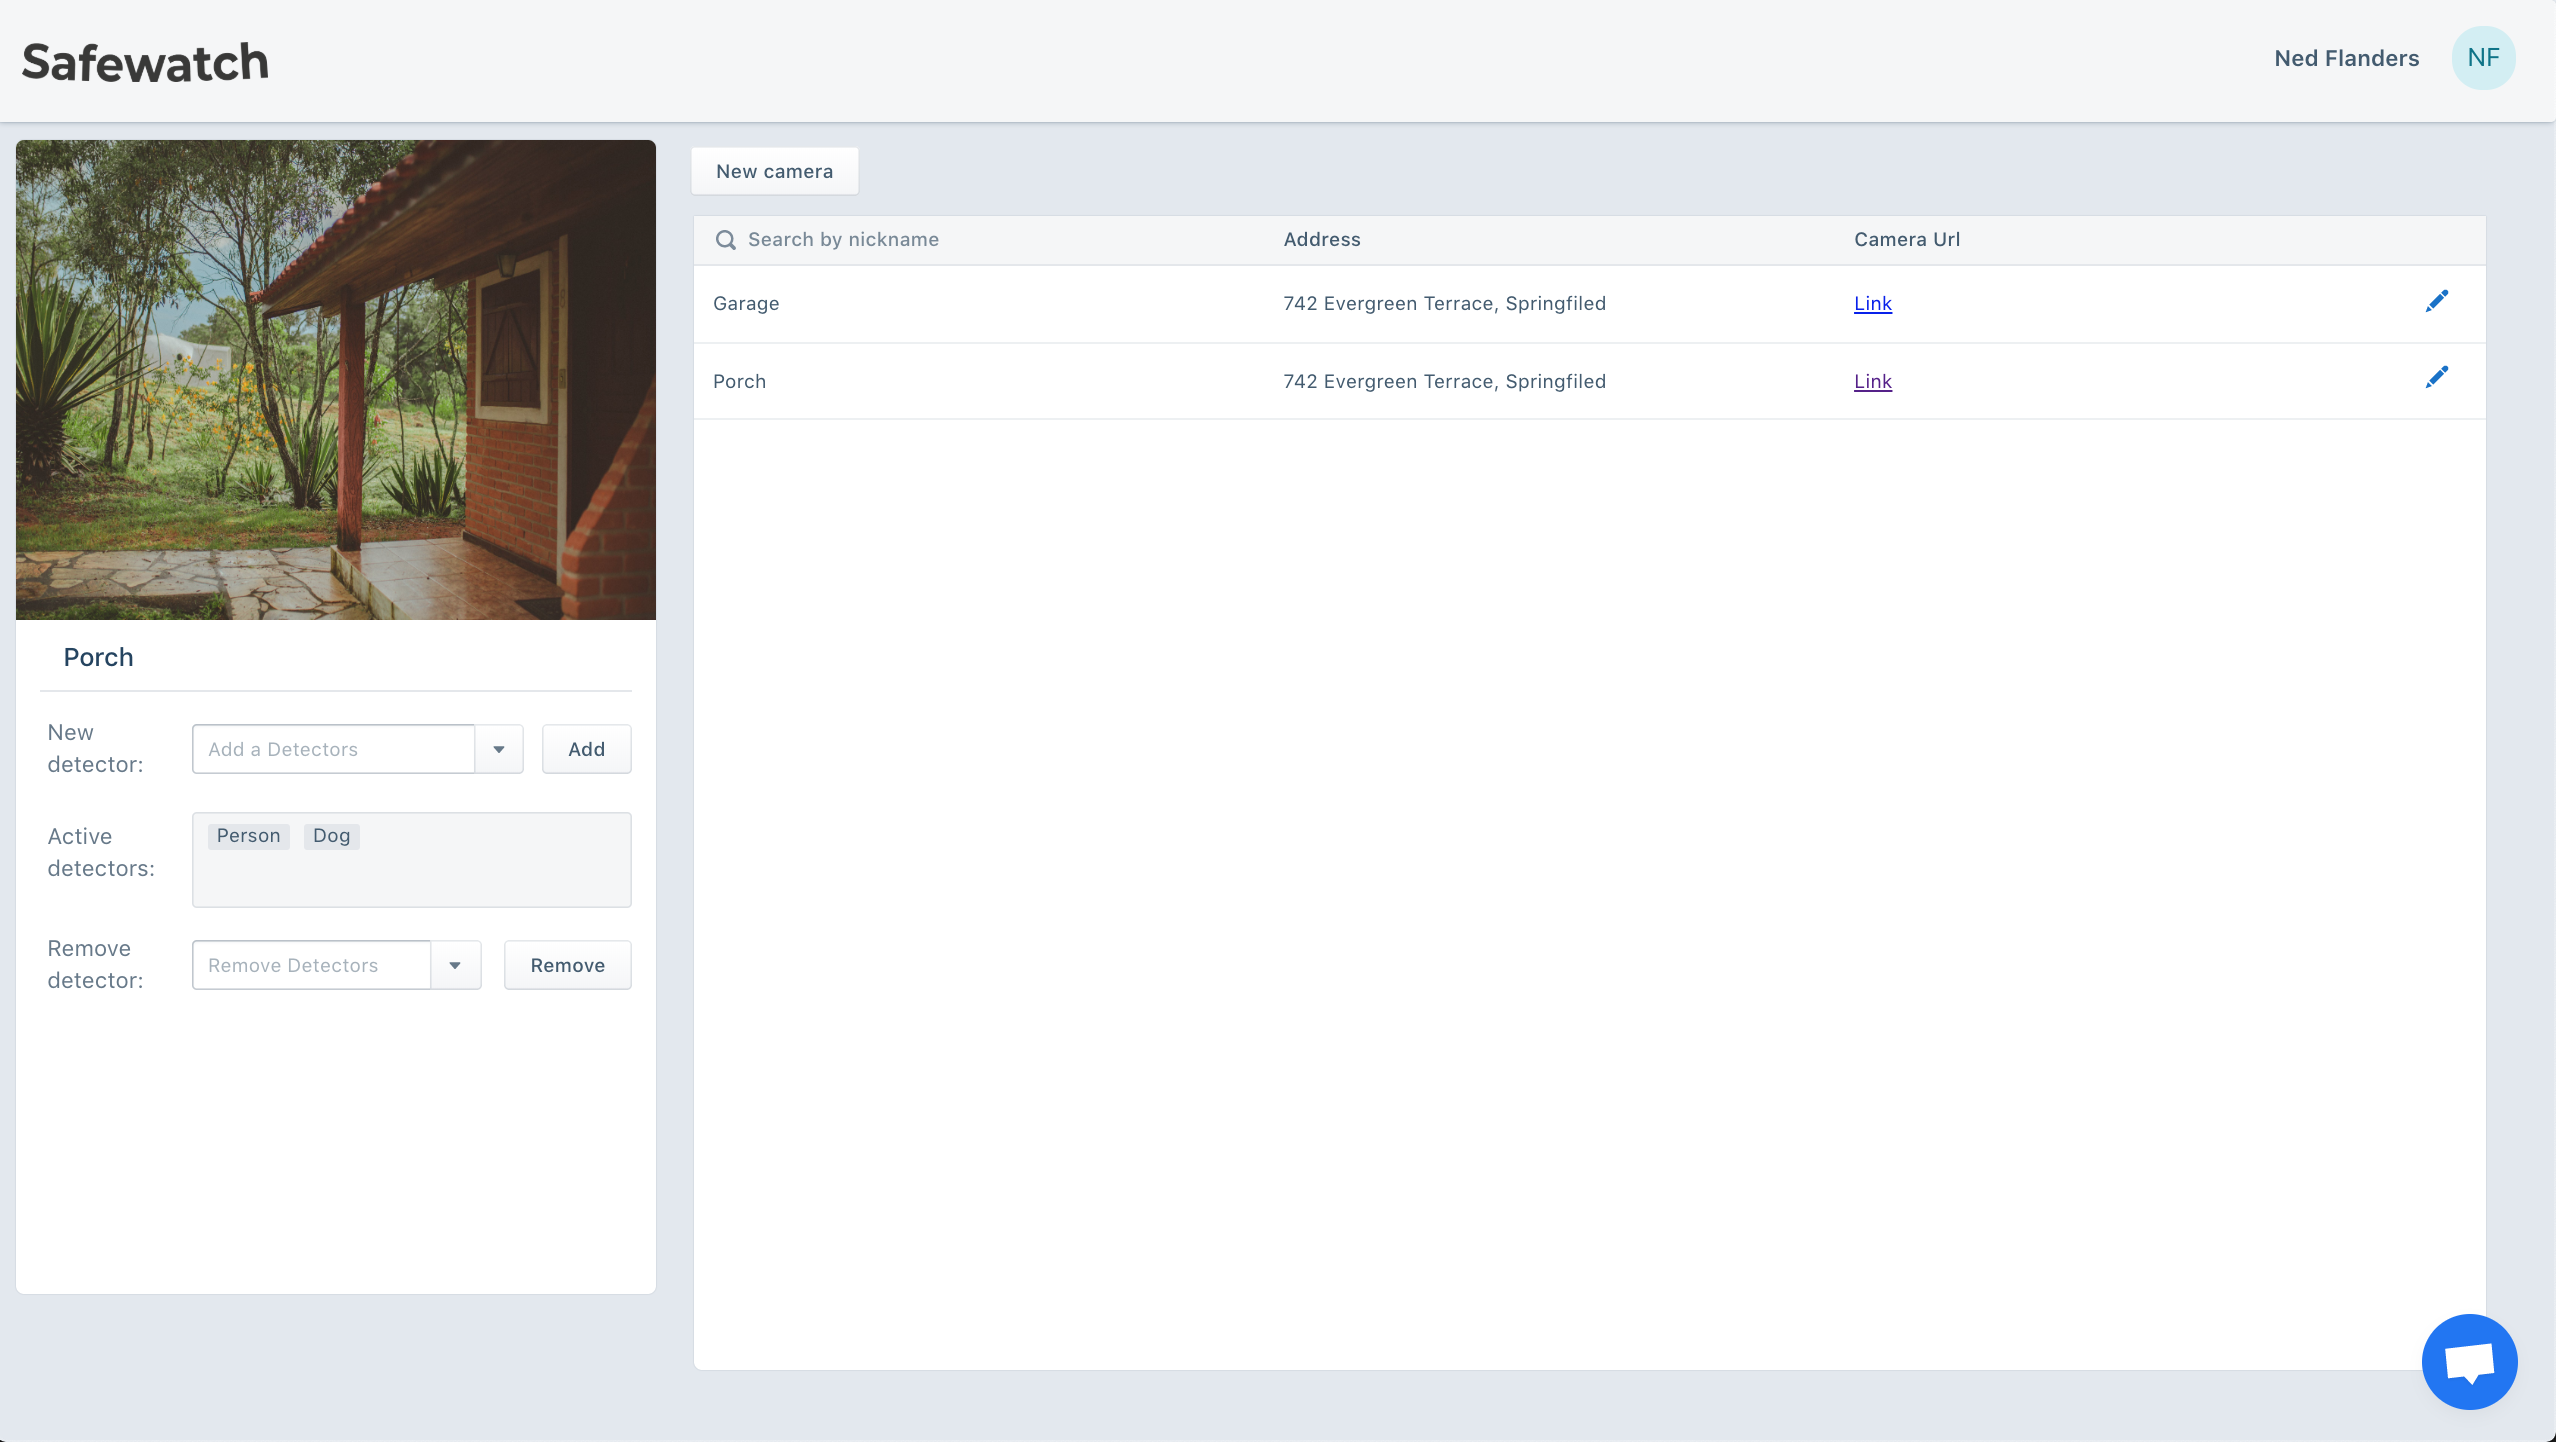 Safewatch
Ned Flanders
NF
New camera
Search by nickname
Address
Camera Url
Garage
742 Evergreen Terrace, Springfiled
Link
Porch
742 Evergreen Terrace, Springfiled
Link
Porch
New
detector:
Add a Detectors
Add
Active
detectors:
Person
Dog
Remove
detector:
Remove Detectors
Remove